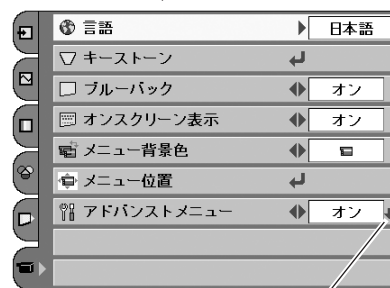 言語 日本語
キーストーン
ブルーバック オン
オンスクリーン表示 オン
メニュー背景色
メニュー位置
アドバンストメニュー オン